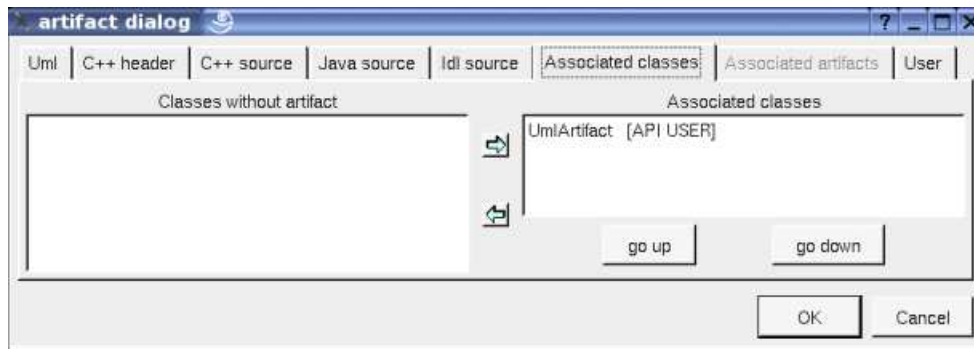 artifact dialog
Uml C++ header C++ source Java source Idl source Associated classes Associated artifacts User
Classes without artifact Associated classes
UmlArtifact [API USER]
go up go down
OK Cancel